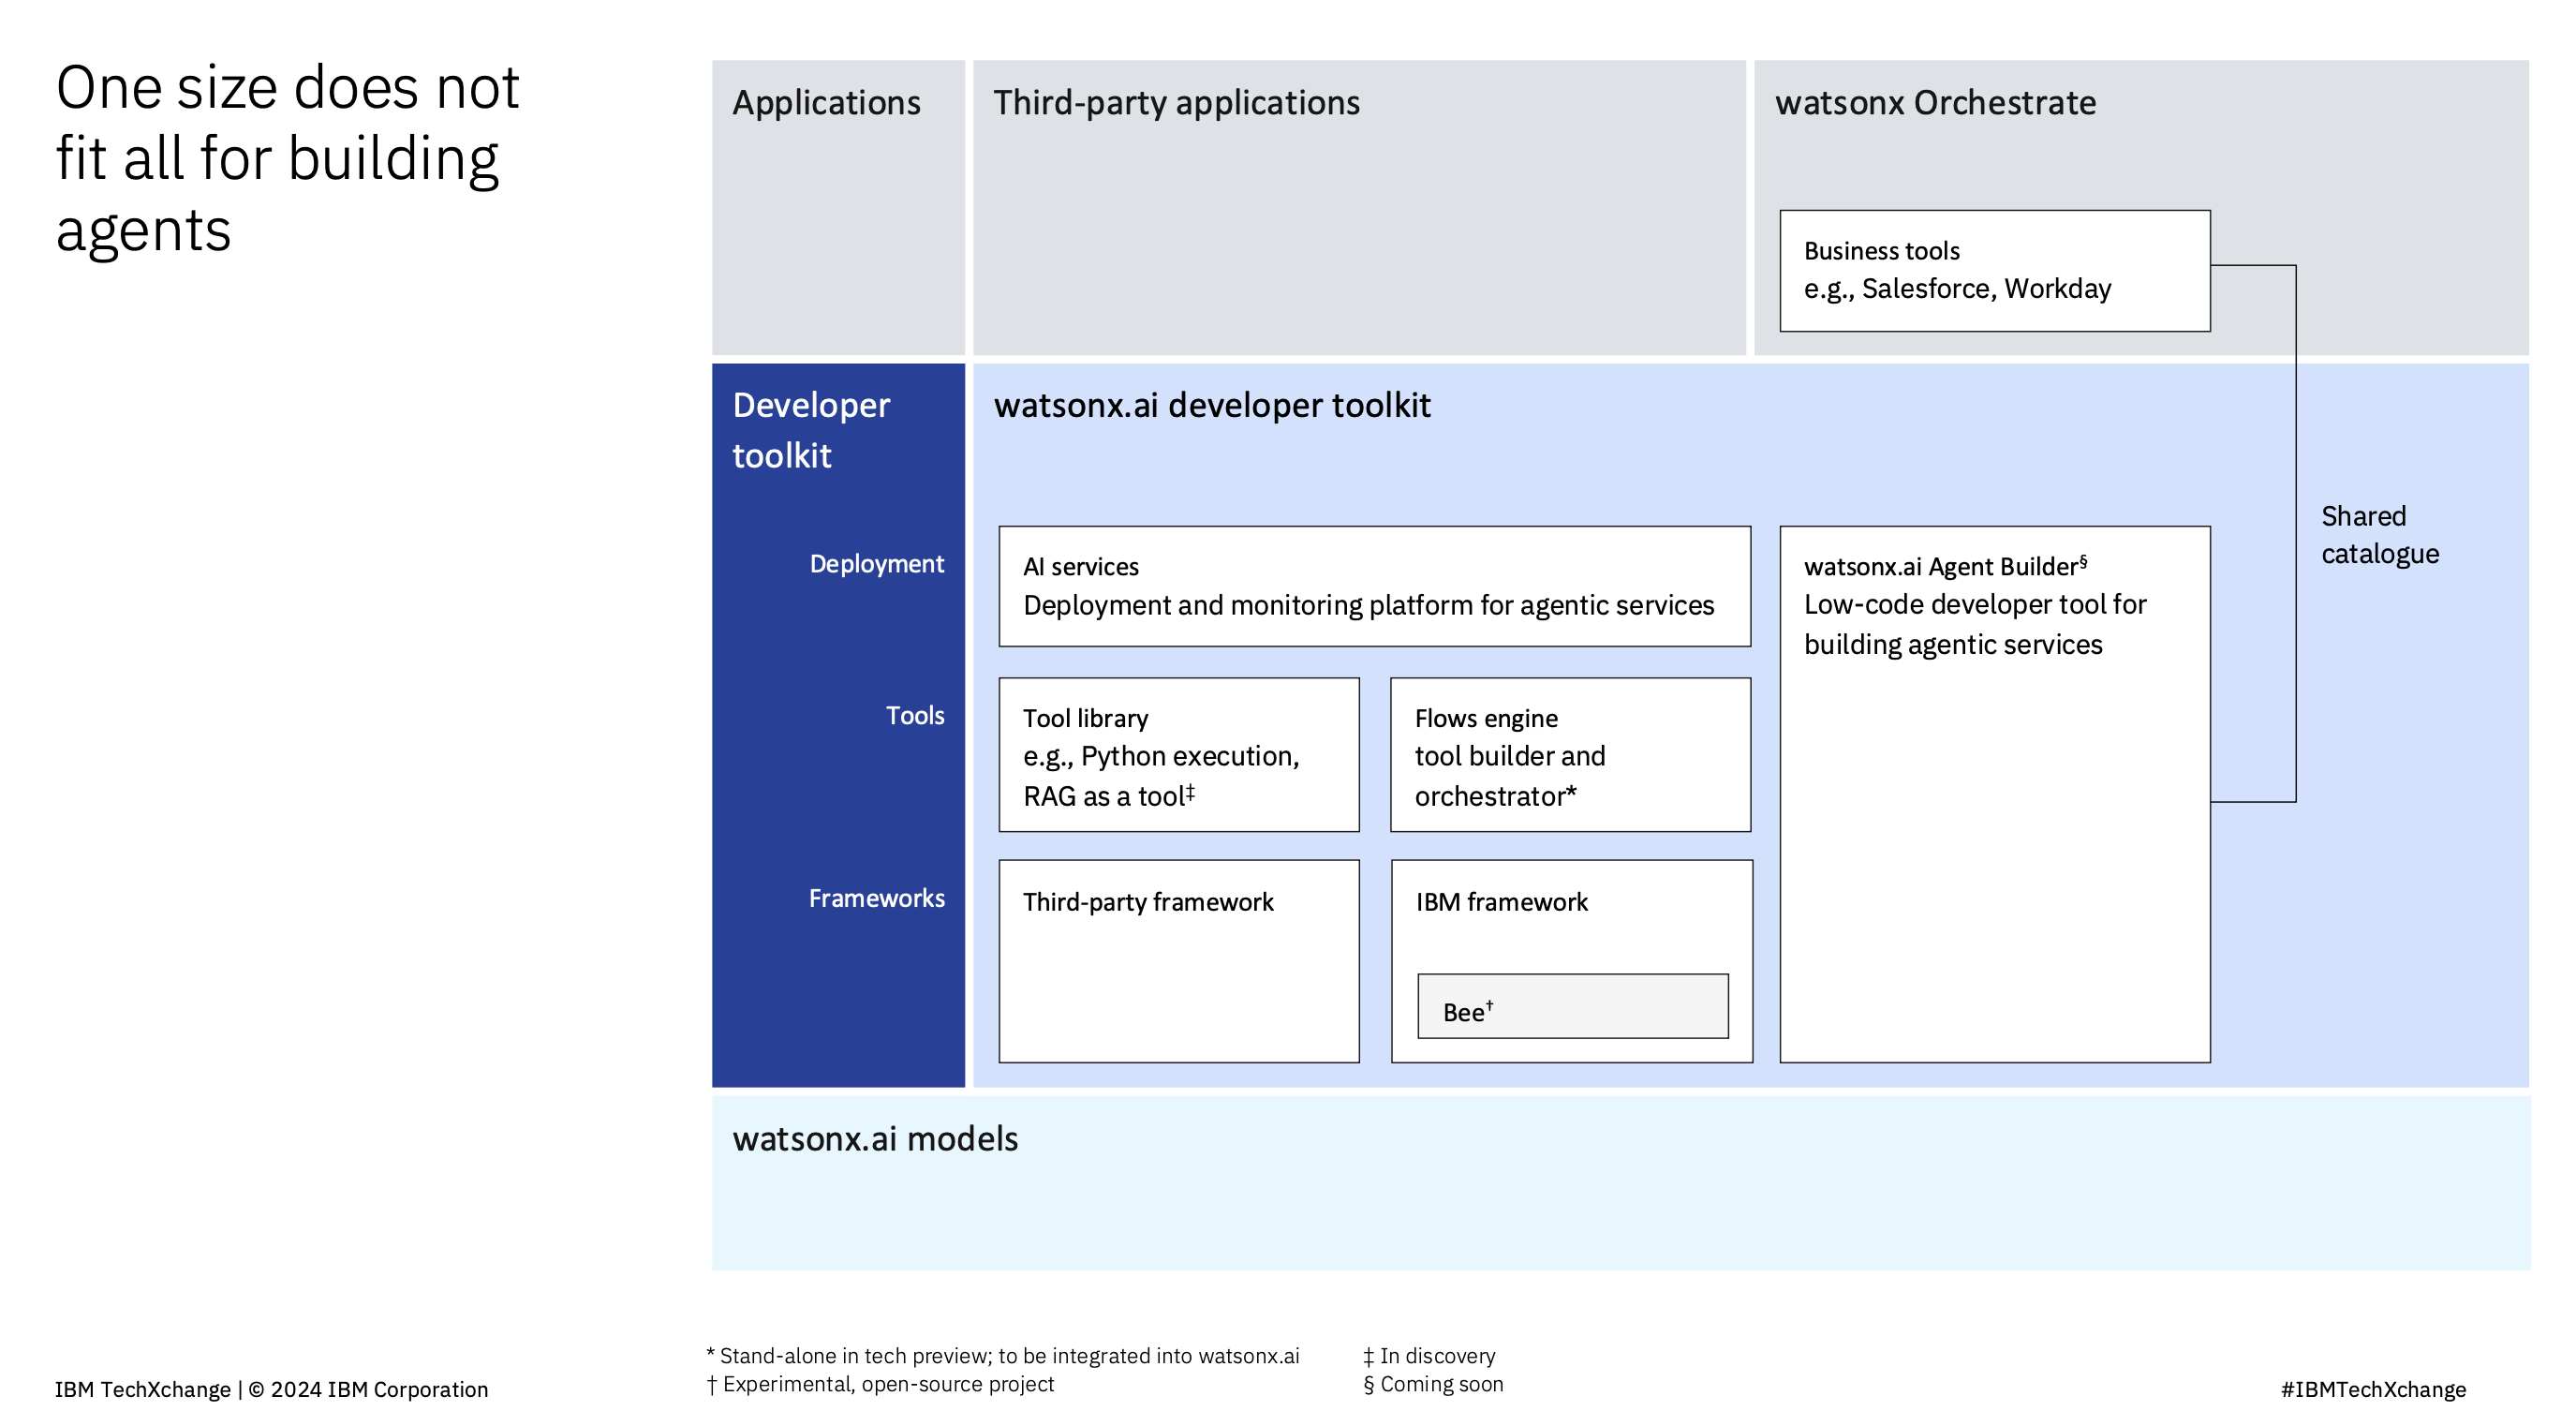 One size does not
fit all for building
agents
Applications
Third-party applications
watsonx Orchestrate
Business tools
e.g., Salesforce, Workday
Developer
toolkit
watsonx.ai developer toolkit
Shared
catalogue
Deployment
AI services
Deployment and monitoring platform for agentic services
watsonx.ai Agent Builder§
Low-code developer tool for
building agentic services
Tools
Tool library
e.g., Python execution,
RAG as a tool‡
Flows engine
tool builder and
orchestrator*
Frameworks
Third-party framework
IBM framework
Bee†
watsonx.ai models
* Stand-alone in tech preview; to be integrated into watsonx.ai
† Experimental, open-source project
‡ In discovery
§ Coming soon
IBM TechXchange | © 2024 IBM Corporation
#IBMTechXchange